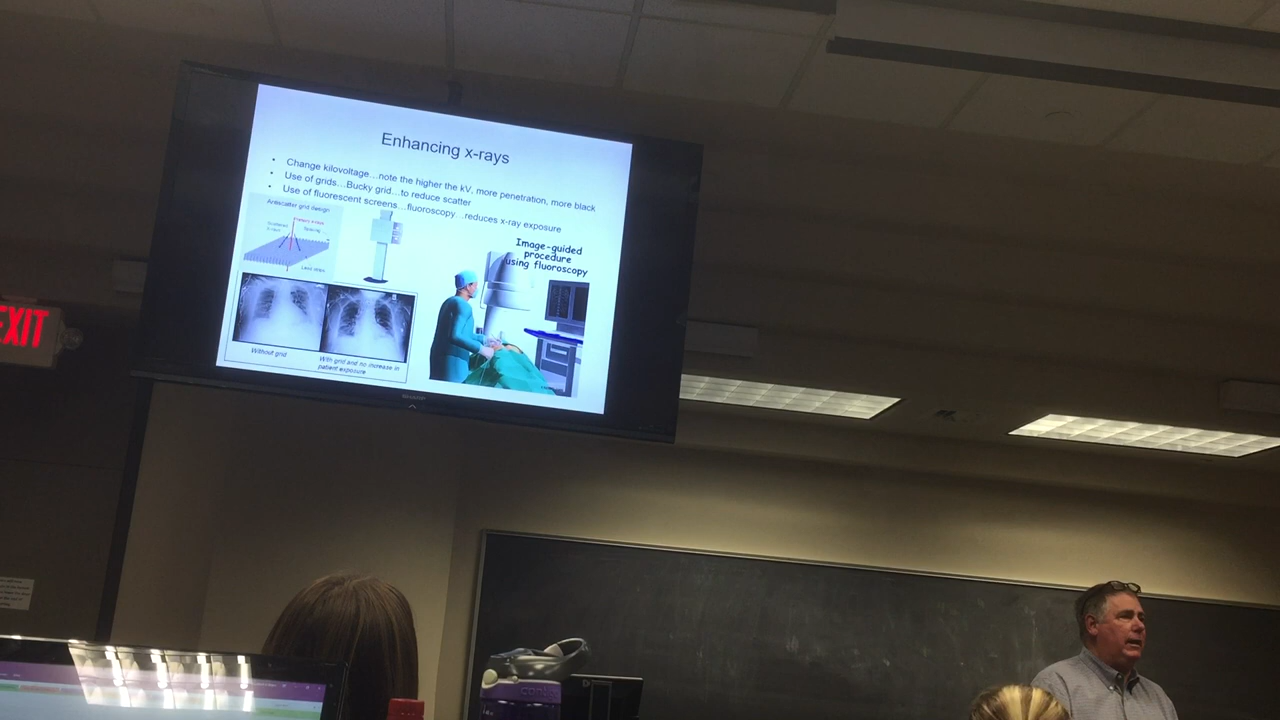 Enhancing x-rays
• Change kilovoltage…note the higher the kV, more penetration, more black
• Use of grids…Bucky grid…to reduce scatter
• Use of fluorescent screens…fluoroscopy…reduces x-ray exposure
Antiscatter grid design
Image-guided
procedure
using fluoroscopy
Without grid
With grid and no increase in
patient exposure
SHARP
EXIT